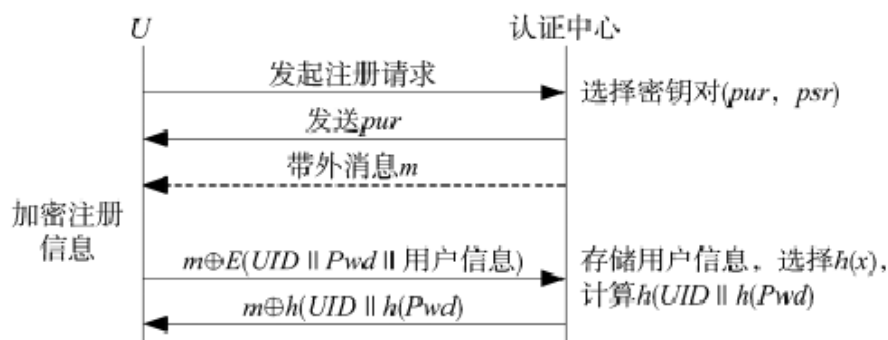 U 认证中心
发起注册请求
选择密钥对(pur，psr)
发送pur
带外消息m
加密注册
信息
m⊕E(UID || Pwd || 用户信息)
存储用户信息，选择h(x)，
计算h(UID || h(Pwd)
m⊕h(UID || h(Pwd)